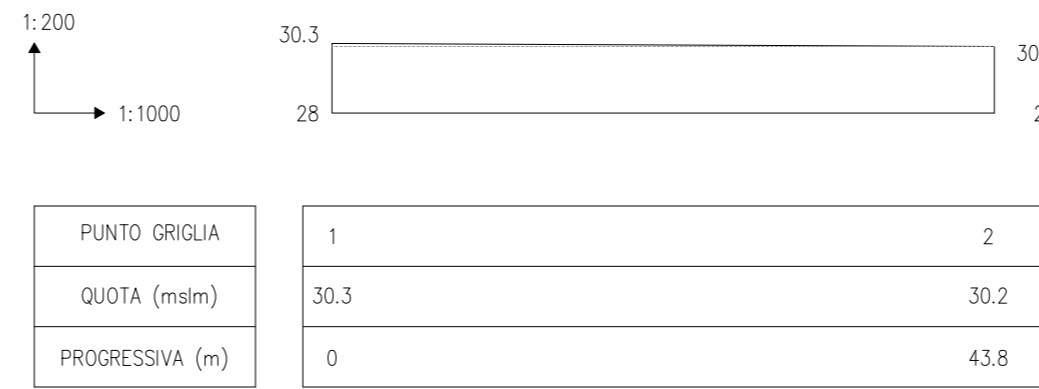 1:200
30.3
30
1:1000
28
2
PUNTO GRIGLIA 1 2
QUOTA (mslm) 30.3 30.2
PROGRESSIVA (m) 0 43.8